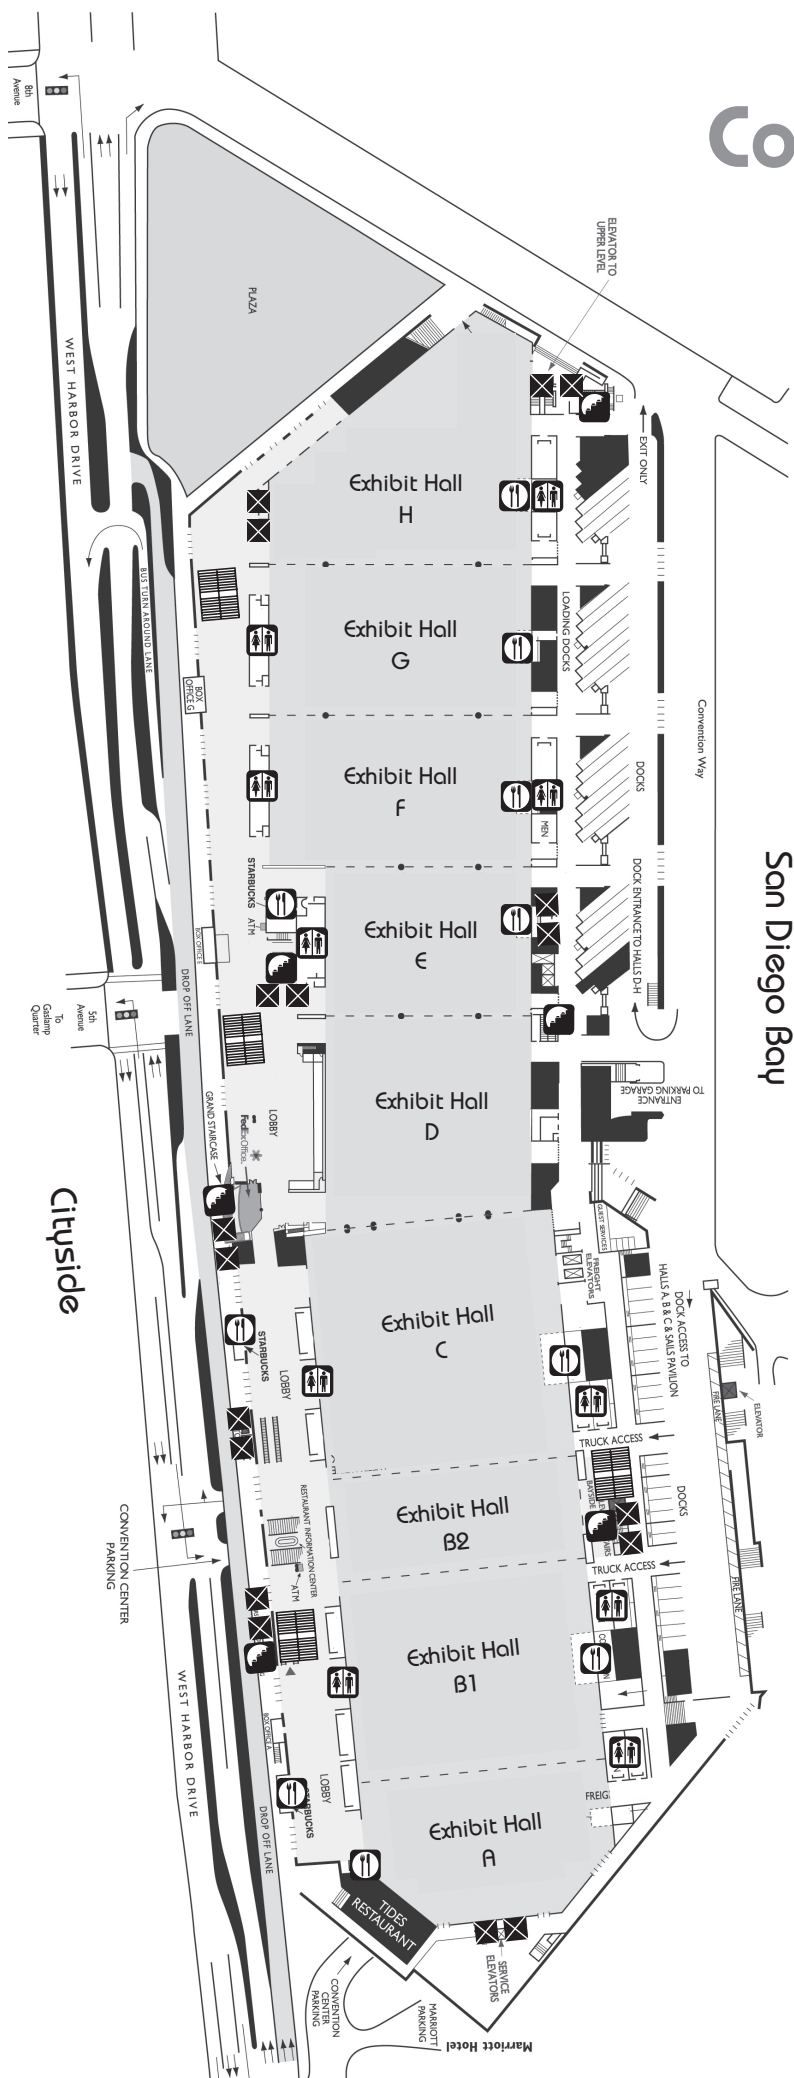 Co
8th
Avenue
ELEVATOR TO
UPPER LEVEL
PLAZA
WEST HARBOR DRIVE
EXIT ONLY
Exhibit Hall
H
BUS TURN AROUND LANE
LOADING DOCKS
Exhibit Hall
G
BOX
OFFICE G
Convention Way
Exhibit Hall
F
DOCKS
MEN
STARBUCKS
ATM
DOCK ENTRANCE TO HALLS D-H
San Diego Bay
BOX OFFICE E
Exhibit Hall
E
DROP OFF LANE
5th
Avenue
To
Gaslamp
Quarter
ENTRANCE
TO PARKING GARAGE
GRAND STAIRCASE
LOBBY
FedExOffice
Exhibit Hall
D
Cityside
GUEST SERVICES
FREIGHT
ELEVATORS
DOCK ACCESS TO
HALLS A, B & C & SAILS PAVILION
Exhibit Hall
C
STARBUCKS
LOBBY
FIRE LANE
ELEVATOR
TRUCK ACCESS
DOCKS
BAYSIDE
RESTAURANT INFORMATION CENTER
ATM
Exhibit Hall
B2
CONVENTION CENTER
PARKING
TRUCK ACCESS
FIRE LANE
Exhibit Hall
B1
WEST HARBOR DRIVE
BOX OFFICE A
LOBBY
DROP OFF LANE
FREIG
Exhibit Hall
A
TIDES
RESTAURANT
SERVICE
ELEVATORS
CONVENTION
CENTER
PARKING
MARRIOTT
PARKING
Marriott Hotel